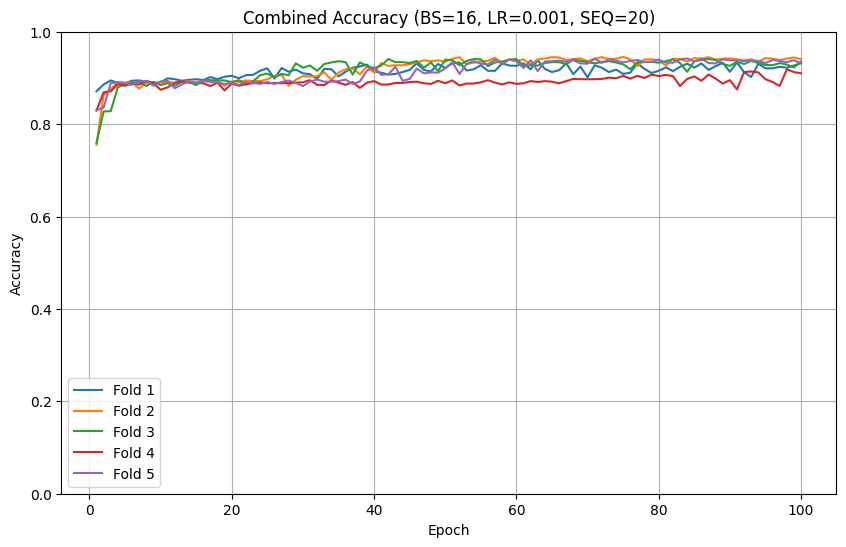 Combined Accuracy (BS=16, LR=0.001, SEQ=20)
1.0
0.8
0.6
0.4
0.2
0.0
Accuracy
Fold 1
Fold 2
Fold 3
Fold 4
Fold 5
0 20 40 60 80 100
Epoch